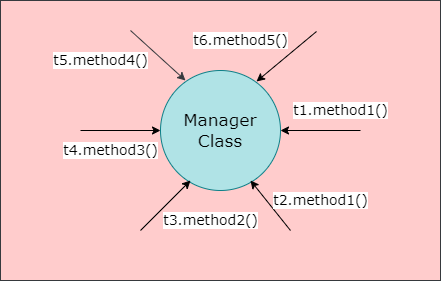 t6.method5()
t5.method4()
t1.method1()
Manager
Class
t4.method3()
t2.method1()
t3.method2()